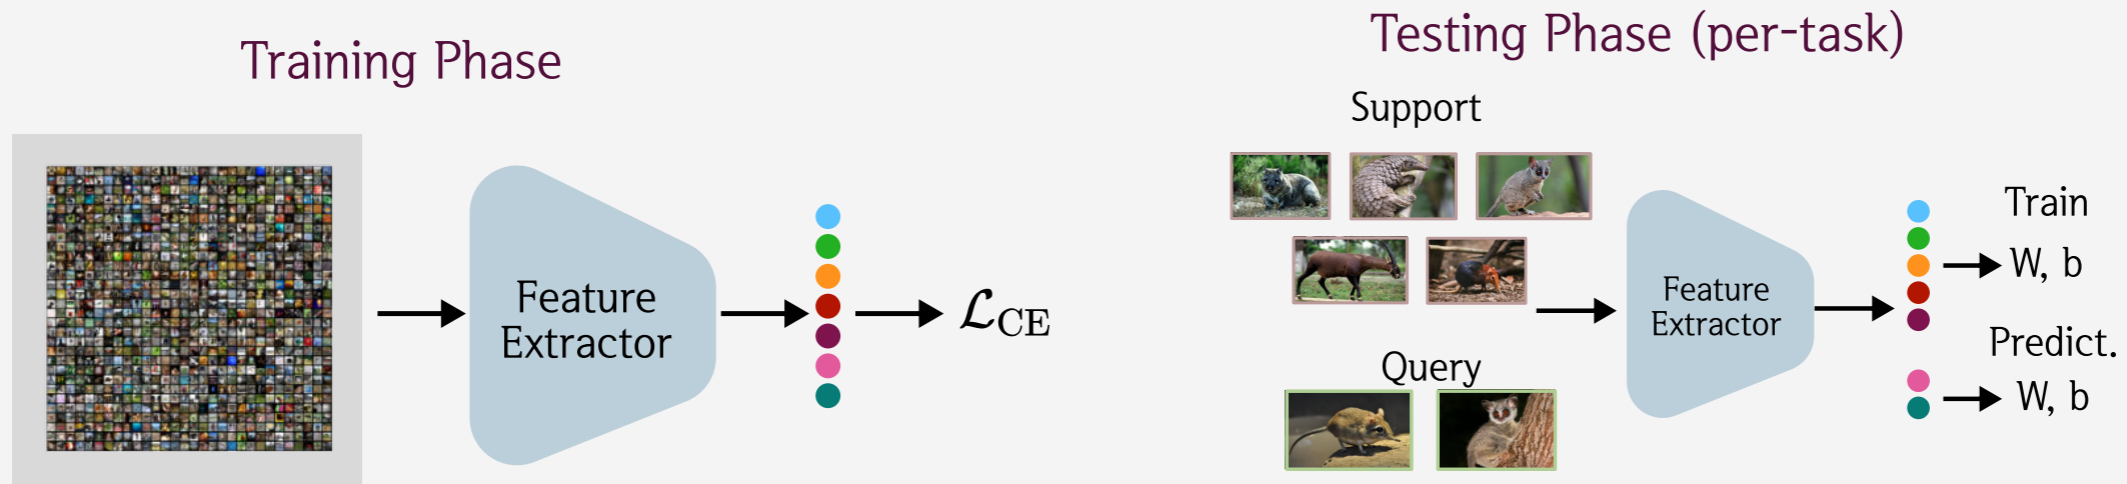 Training Phase
Feature
Extractor
ℒCE
Testing Phase (per-task)
Support
Query
Feature
Extractor
Train
W, b
Predict.
W, b